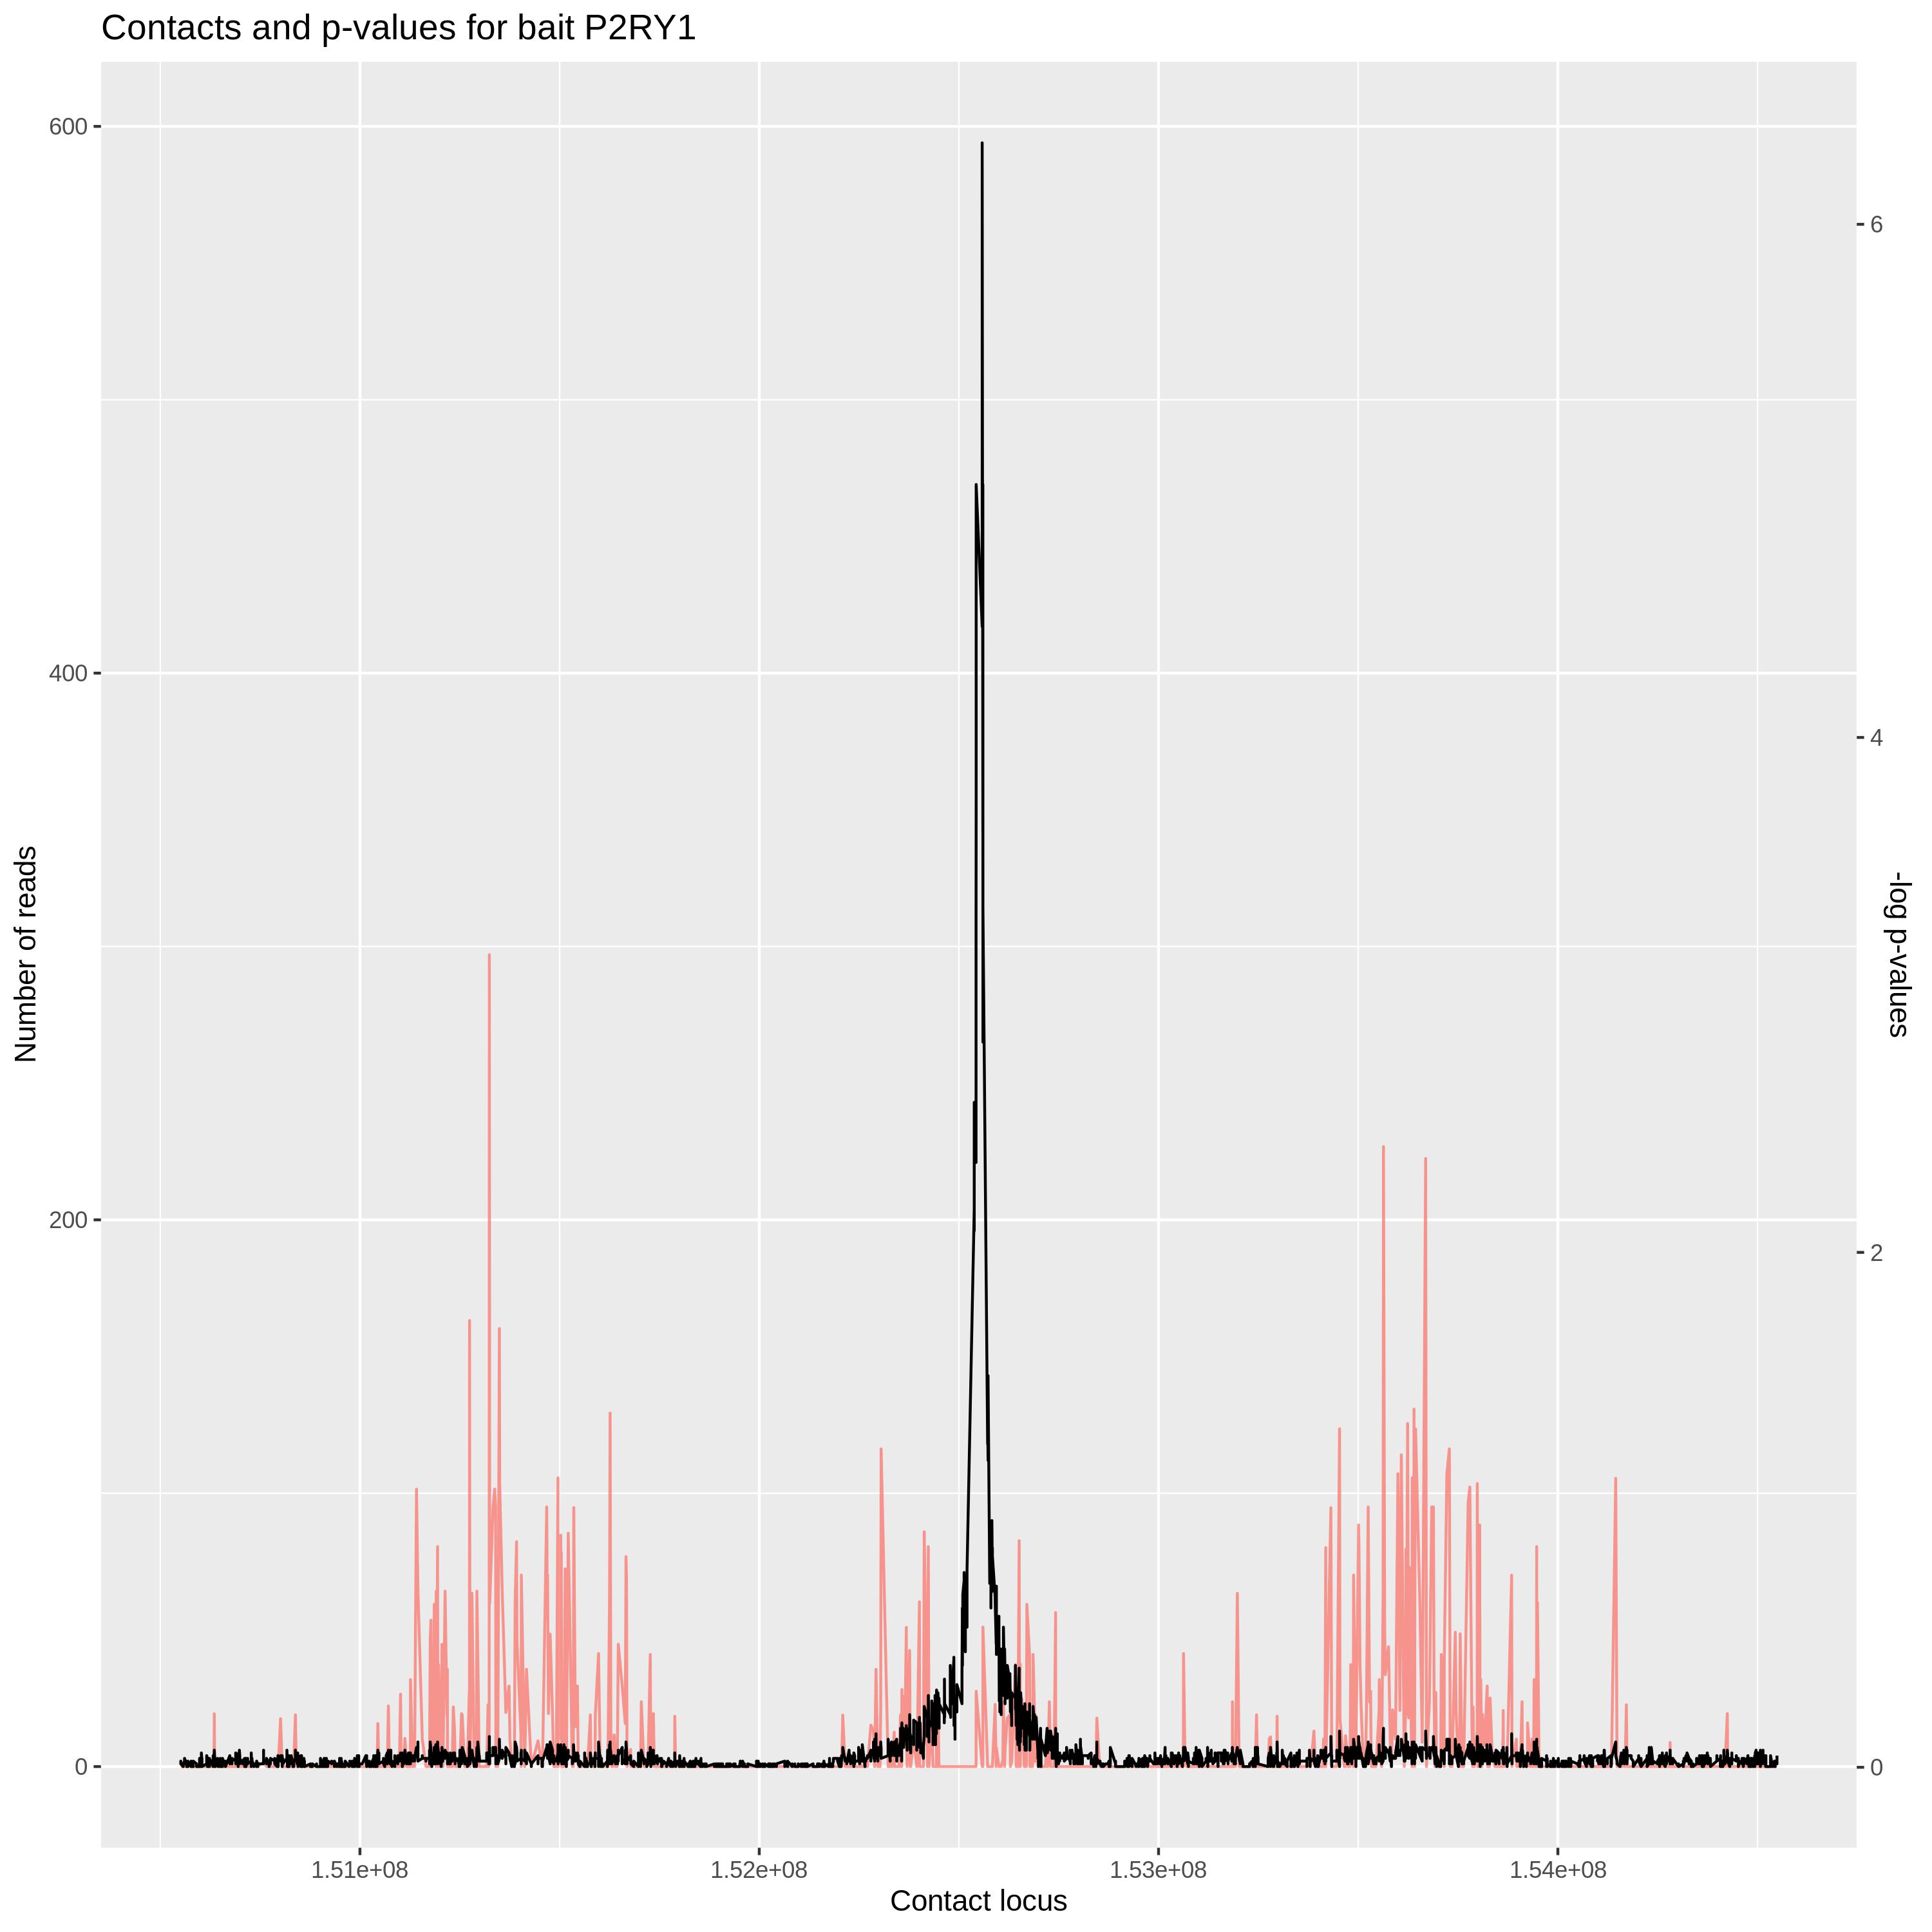 Contacts and p-values for bait P2RY1
600
400
200
0
Number of reads
6
4
2
0
-log p-values
1.51e+08
1.52e+08
1.53e+08
1.54e+08
Contact locus